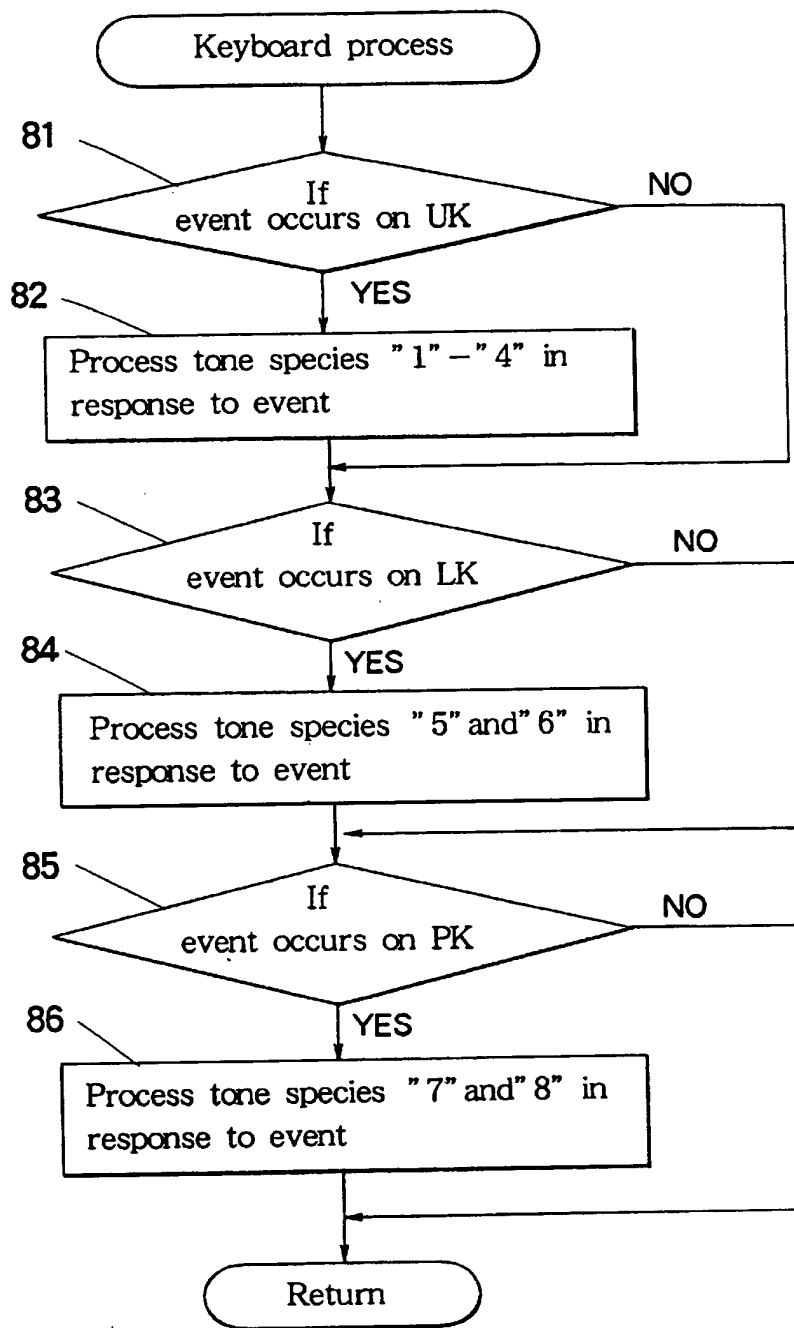 Keyboard process
81
If
event occurs on UK
NO
YES
82
Process tone species "1"-"4" in
response to event
83
If
event occurs on LK
NO
YES
84
Process tone species "5" and "6" in
response to event
85
If
event occurs on PK
NO
YES
86
Process tone species "7" and "8" in
response to event
Return